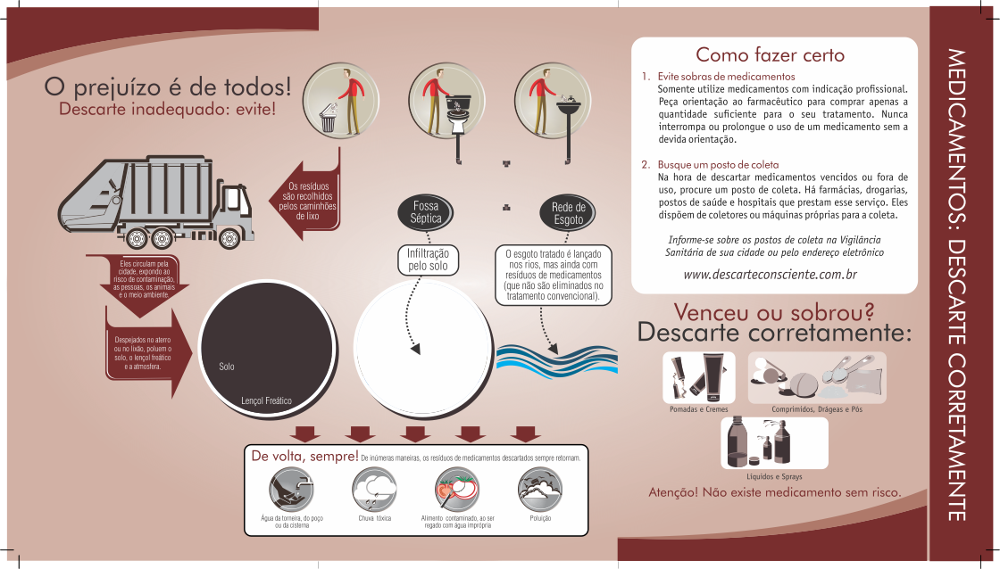 O prejuízo é de todos!
Descarte inadequado: evite!
Os resíduos
são recolhidos
pelos caminhões
de lixo
Eles circulam pela
cidade, expondo ao
risco de contaminação,
as pessoas, os animais
e o meio ambiente.
Despejados no aterro
ou no lixão, poluem o
solo, o lençol freático
e a atmosfera.
Solo
Lençol Freático
Fossa
Séptica
Infiltração
pelo solo
Rede de
Esgoto
O esgoto tratado é lançado
nos rios, mas ainda com
resíduos de medicamentos
(que não são eliminados no
tratamento convencional).
De volta, sempre! De inúmeras maneiras, os resíduos de medicamentos descartados sempre retornam.
Água da torneira, do poço
ou da cisterna
Chuva tóxica
Alimento contaminado, ao ser
regado com água imprópria
Poluição
Como fazer certo
1. Evite sobras de medicamentos
Somente utilize medicamentos com indicação profissional.
Peça orientação ao farmacêutico para comprar apenas a
quantidade suficiente para o seu tratamento. Nunca
interrompa ou prolongue o uso de um medicamento sem a
devida orientação.
2. Busque um posto de coleta
Na hora de descartar medicamentos vencidos ou fora de
uso, procure um posto de coleta. Há farmácias, drogarias,
postos de saúde e hospitais que prestam esse serviço. Eles
dispõem de coletores ou máquinas próprias para a coleta.
Informe-se sobre os postos de coleta na Vigilância
Sanitária de sua cidade ou pelo endereço eletrônico
www.descarteconsciente.com.br
Venceu ou sobrou?
Descarte corretamente:
Pomadas e Cremes
Comprimidos, Drágeas e Pós
Líquidos e Sprays
Atenção! Não existe medicamento sem risco.
MEDICAMENTOS: DESCARTE CORRETAMENTE